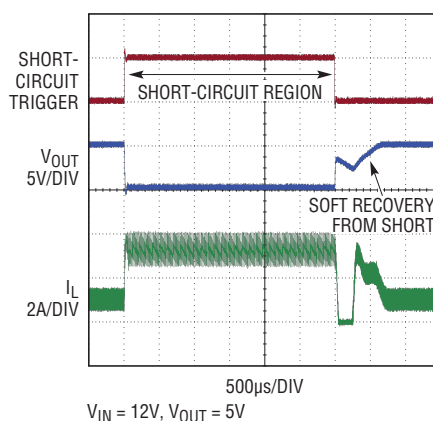 SHORT-
CIRCUIT
TRIGGER
SHORT-CIRCUIT REGION
VOUT
5V/DIV
SOFT RECOVERY
FROM SHORT
IL
2A/DIV
500µs/DIV
VIN = 12V, VOUT = 5V